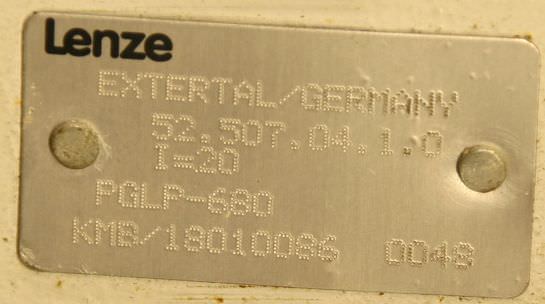 Lenze
EXTERTAL/GERMANY
52.507.04.1.0
I=20
PGLP-680
KMB/18010086 0048